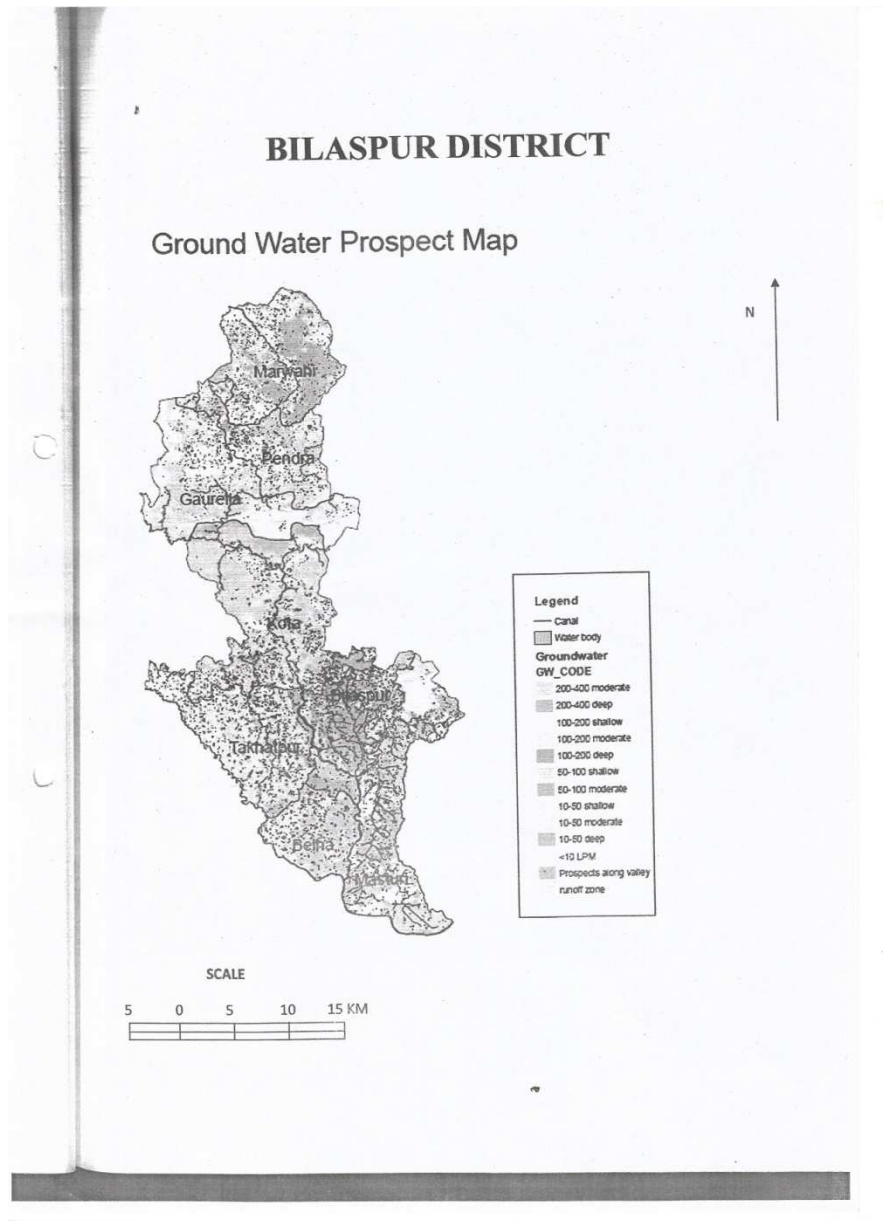 BILASPUR DISTRICT
Ground Water Prospect Map
N
Marwahi
Pendra
Gaurella
Kota
Bilaspur
Takhatpur
Belha
Masturi
Legend
Canal
Water body
Groundwater
GW_CODE
200-400 moderate
200-400 deep
100-200 shallow
100-200 moderate
100-200 deep
50-100 shallow
50-100 moderate
10-50 shallow
10-50 moderate
10-50 deep
<10 LPM
Prospects along valley
runoff zone
SCALE
5 0 5 10 15 KM